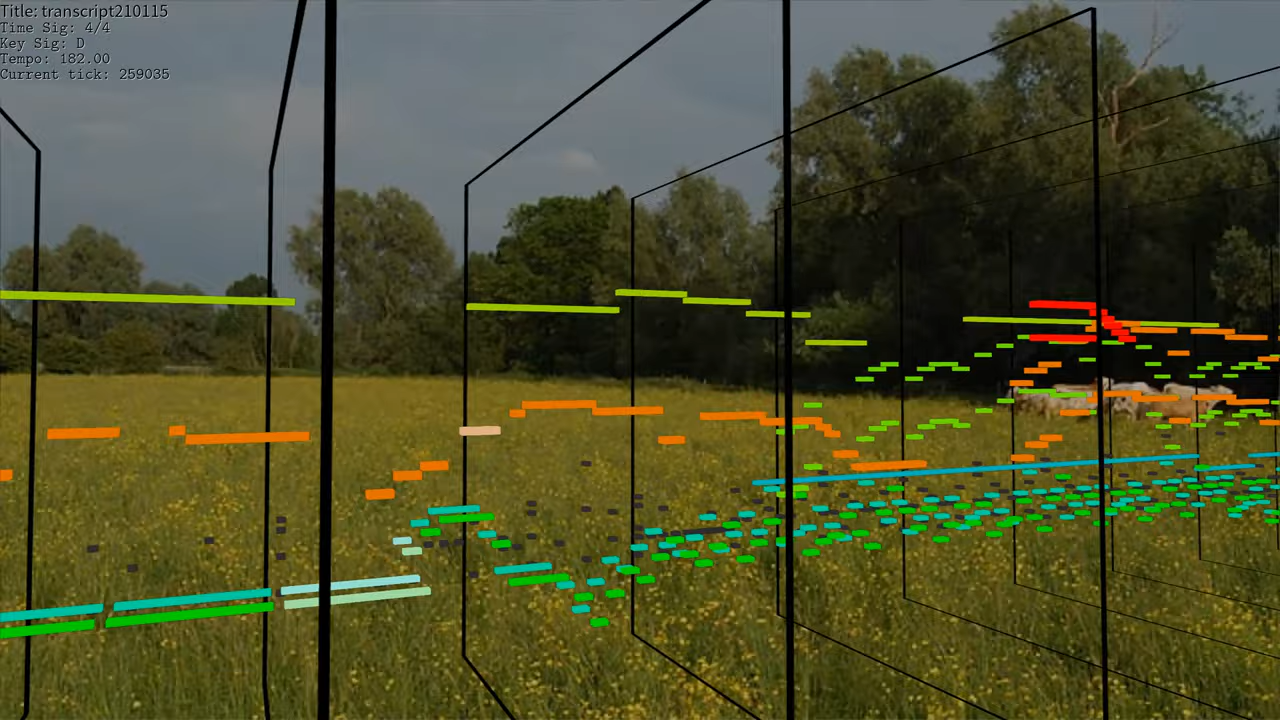 Title: transcript210115
Time Sig: 4/4
Key Sig: D
Tempo: 182.00
Current tick: 259035